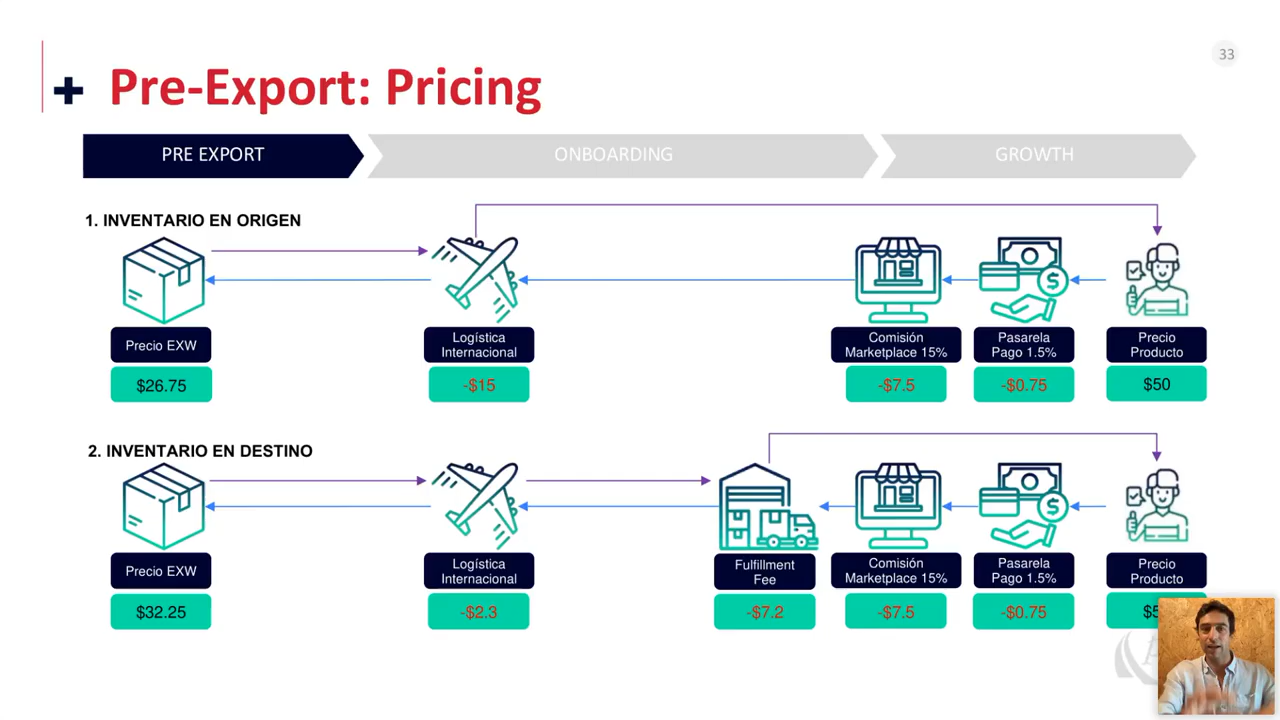 33
+ Pre-Export: Pricing
PRE EXPORT
ONBOARDING
GROWTH
1. INVENTARIO EN ORIGEN
Precio EXW
Logística
Internacional
Comisión
Marketplace 15%
Pasarela
Pago 1.5%
Precio
Producto
$26.75
-$15
-$7.5
-$0.75
$50
2. INVENTARIO EN DESTINO
Precio EXW
Logística
Internacional
Fulfillment
Fee
Comisión
Marketplace 15%
Pasarela
Pago 1.5%
Precio
Producto
$32.25
-$2.3
-$7.2
-$7.5
-$0.75